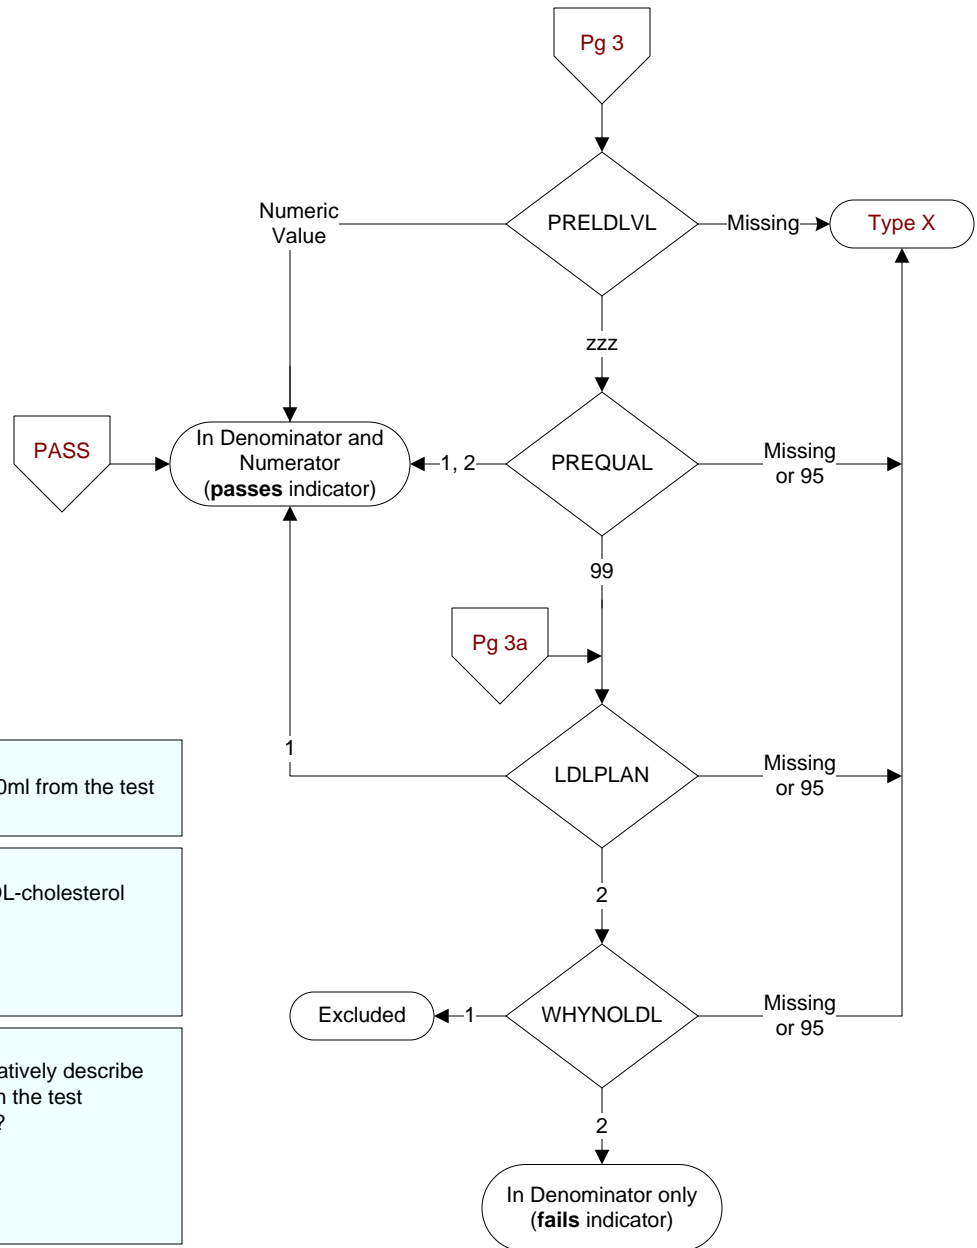 Pg 3
PRELDLVL
Numeric
Value
Missing
Type X
zzz
PASS
In Denominator and
Numerator
(passes indicator)
1, 2
PREQUAL
Missing
or 95
99
Pg 3a
1
LDLPLAN
Missing
or 95
2
Excluded
1
WHYNOLDL
Missing
or 95
2
In Denominator only
(fails indicator)
0ml from the test
L-cholesterol
atively describe
the test
?